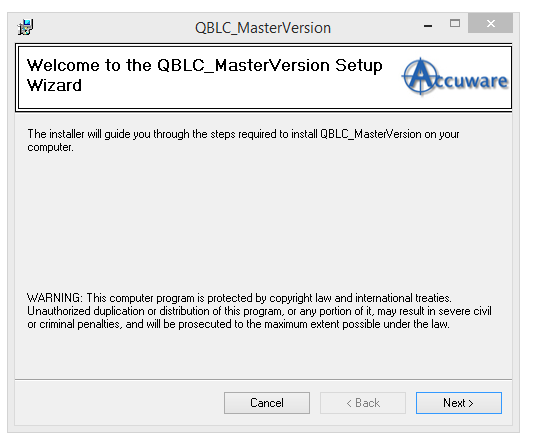 QBLC_MasterVersion
Welcome to the QBLC_MasterVersion Setup
Wizard
Accuware
The installer will guide you through the steps required to install QBLC_MasterVersion on your
computer.
WARNING: This computer program is protected by copyright law and international treaties.
Unauthorized duplication or distribution of this program, or any portion of it, may result in severe civil
or criminal penalties, and will be prosecuted to the maximum extent possible under the law.
Cancel < Back Next >